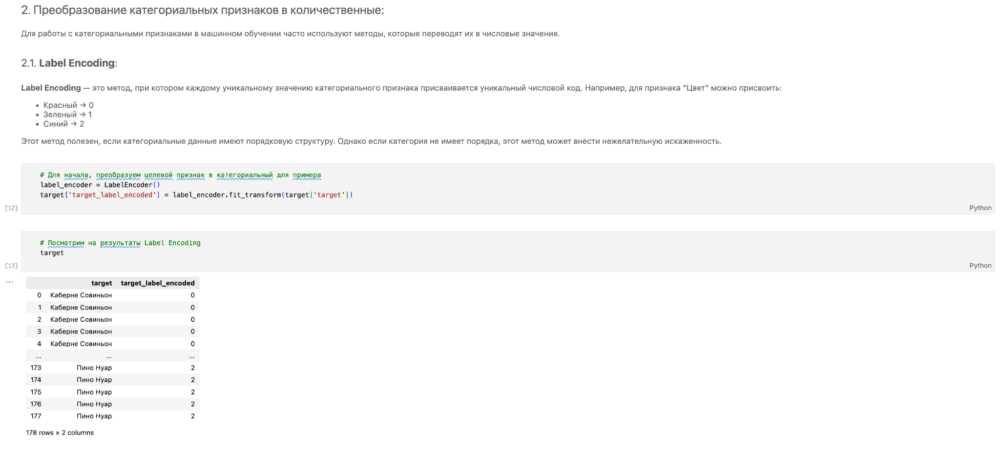 2. Преобразование категориальных признаков в количественные:
Для работы с категориальными признаками в машинном обучении часто используют методы, которые переводят их в числовые значения.
2.1. Label Encoding:
Label Encoding — это метод, при котором каждому уникальному значению категориального признака присваивается уникальный числовой код. Например, для признака "Цвет" можно присвоить:
• Красный → 0
• Зеленый → 1
• Синий → 2
Этот метод полезен, если категориальные данные имеют порядковую структуру. Однако если категория не имеет порядка, этот метод может внести нежелательную искаженность.
# Для начала, преобразуем целевой признак в категориальный для примера
label_encoder = LabelEncoder()
target['target_label_encoded'] = label_encoder.fit_transform(target['target'])
[12] Python
# Посмотрим на результаты Label Encoding
target
[13] Python
...
target target_label_encoded
0 Каберне Совиньон 0
1 Каберне Совиньон 0
2 Каберне Совиньон 0
3 Каберне Совиньон 0
4 Каберне Совиньон 0
... ... ...
173 Пино Нуар 2
174 Пино Нуар 2
175 Пино Нуар 2
176 Пино Нуар 2
177 Пино Нуар 2
178 rows × 2 columns